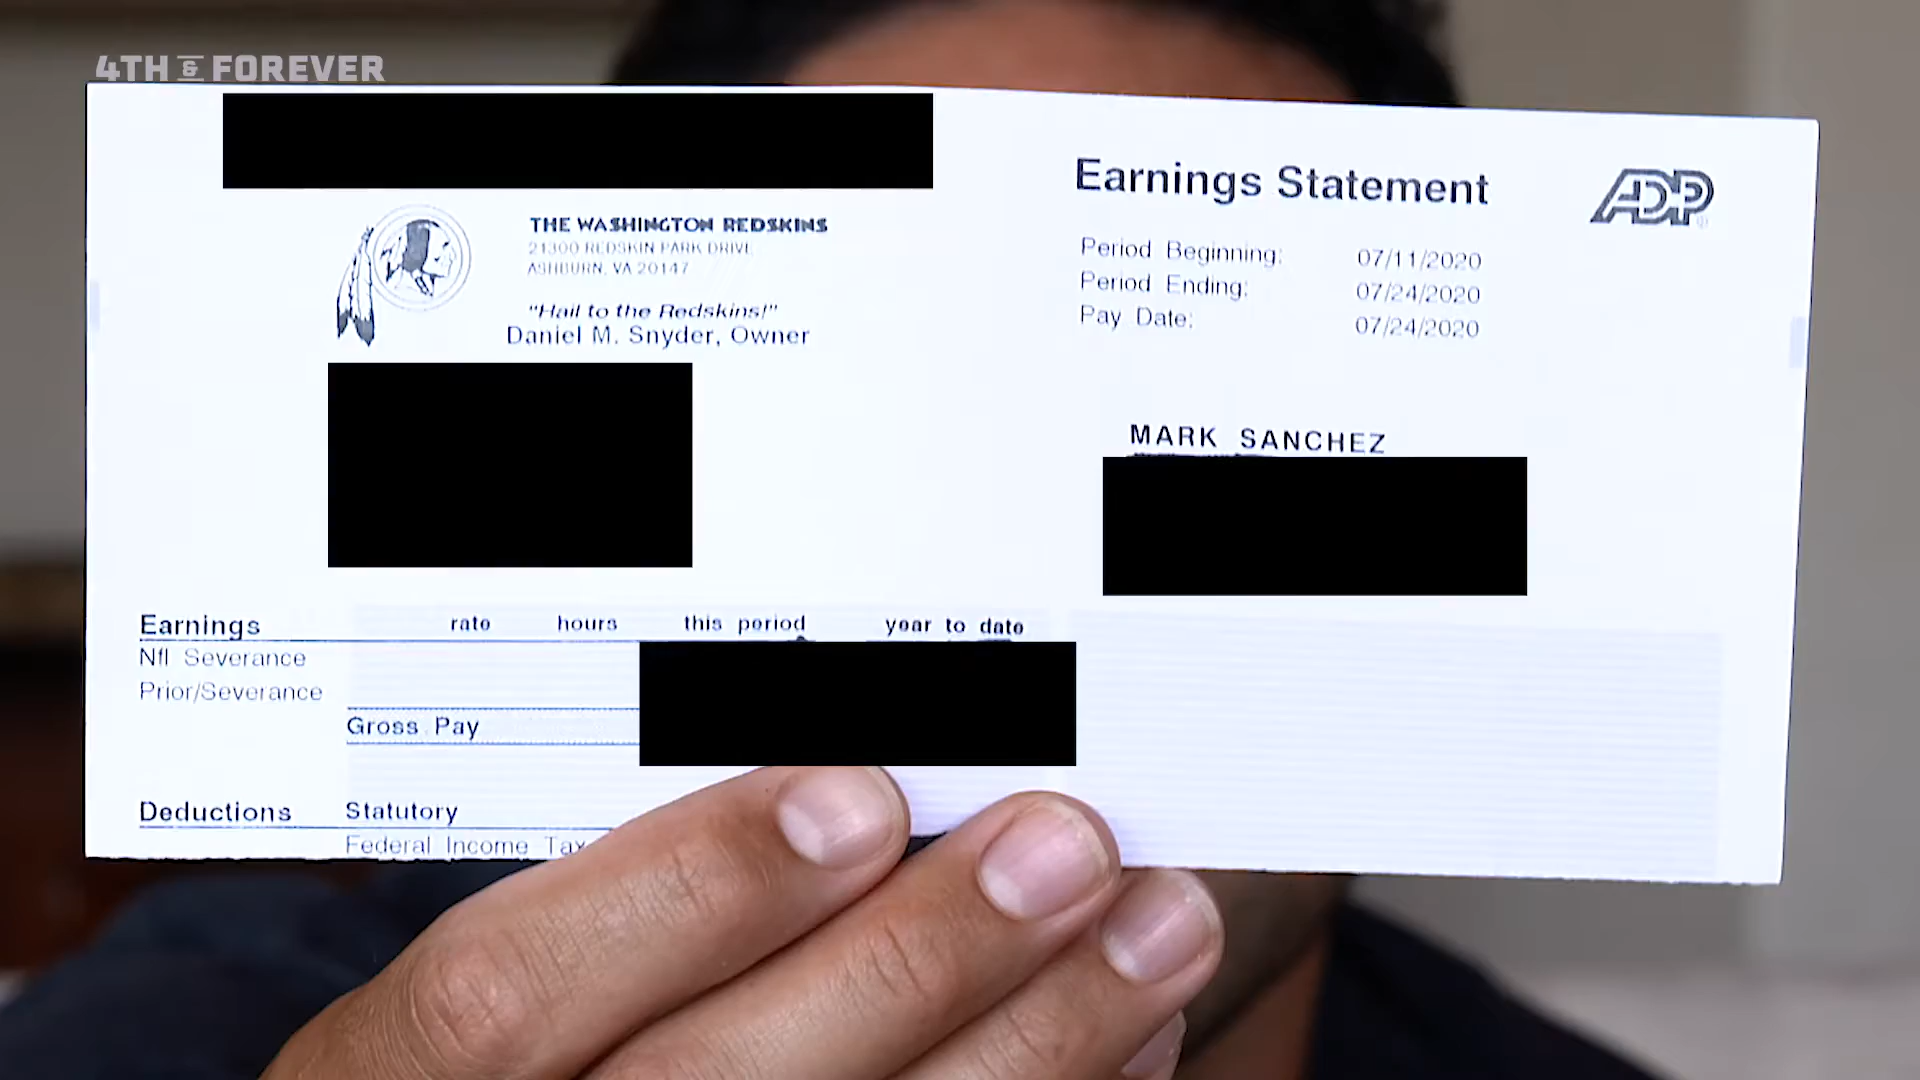 4TH & FOREVER
Earnings Statement
ADP
THE WASHINGTON REDSKINS
21300 REDSKIN PARK DRIVE
ASHBURN, VA 20147
"Hail to the Redskins!"
Daniel M. Snyder, Owner
Period Beginning: 07/11/2020
Period Ending: 07/24/2020
Pay Date: 07/24/2020
MARK SANCHEZ
Earnings rate hours this period year to date
Nfl Severance
Prior/Severance
Gross Pay
Deductions Statutory
Federal Income Tax